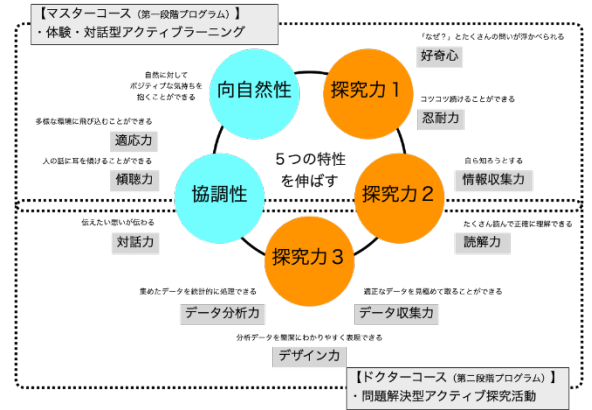 【マスターコース（第一段階プログラム）】
・体験・対話型アクティブラーニング
「なぜ？」とたくさんの問いが浮かべられる
好奇心
自然に対して
ポジティブな気持ちを
抱くことができる
向自然性
探究力１
コツコツ続けることができる
忍耐力
多様な環境に飛び込むことができる
適応力
人の話に耳を傾けることができる
傾聴力
５つの特性
を伸ばす
自ら知ろうとする
情報収集力
協調性
探究力２
伝えたい思いが伝わる
対話力
たくさん読んで正確に理解できる
読解力
探究力３
集めたデータを統計的に処理できる
データ分析力
適正なデータを見極めて取ることができる
データ収集力
分析データを簡潔にわかりやすく表現できる
デザイン力
【ドクターコース（第二段階プログラム）】
・問題解決型アクティブ探究活動